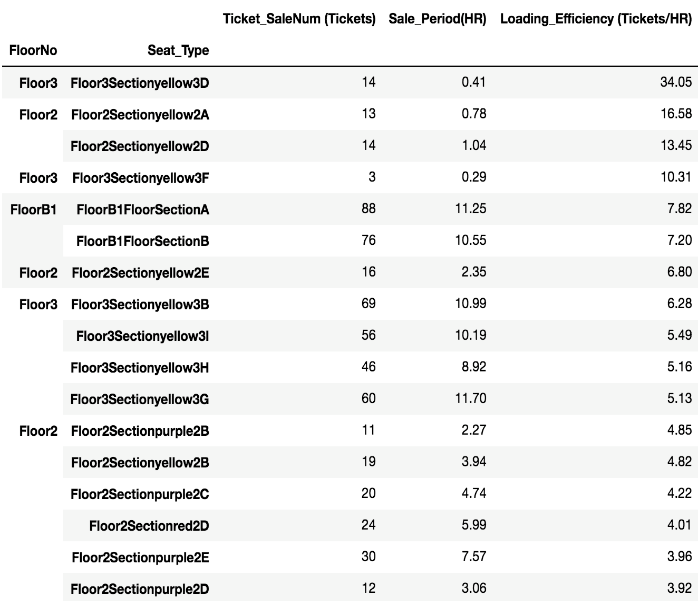 Ticket_SaleNum (Tickets) Sale_Period(HR) Loading_Efficiency (Tickets/HR)
FloorNo Seat_Type
Floor3 Floor3Sectionyellow3D 14 0.41 34.05
Floor2 Floor2Sectionyellow2A 13 0.78 16.58
Floor2Sectionyellow2D 14 1.04 13.45
Floor3 Floor3Sectionyellow3F 3 0.29 10.31
FloorB1 FloorB1FloorSectionA 88 11.25 7.82
FloorB1FloorSectionB 76 10.55 7.20
Floor2 Floor2Sectionyellow2E 16 2.35 6.80
Floor3 Floor3Sectionyellow3B 69 10.99 6.28
Floor3Sectionyellow3I 56 10.19 5.49
Floor3Sectionyellow3H 46 8.92 5.16
Floor3Sectionyellow3G 60 11.70 5.13
Floor2 Floor2Sectionpurple2B 11 2.27 4.85
Floor2Sectionyellow2B 19 3.94 4.82
Floor2Sectionpurple2C 20 4.74 4.22
Floor2Sectionred2D 24 5.99 4.01
Floor2Sectionpurple2E 30 7.57 3.96
Floor2Sectionpurple2D 12 3.06 3.92